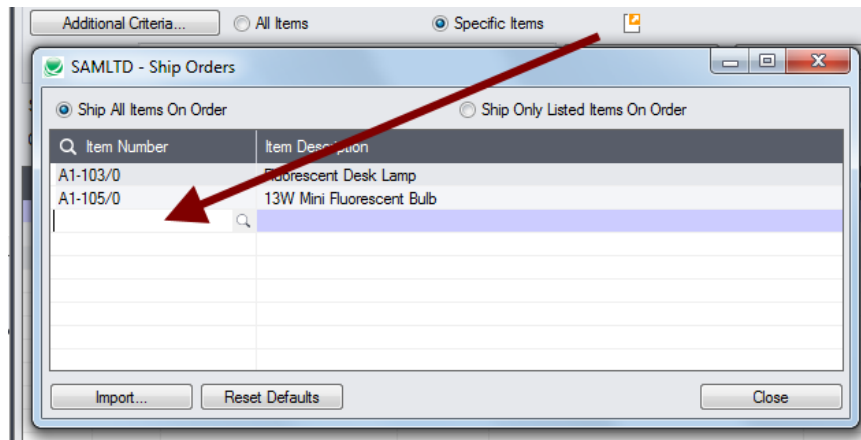 Additional Criteria... All Items Specific Items
SAMLTD - Ship Orders
Ship All Items On Order Ship Only Listed Items On Order
Item Number Item Description
A1-103/0 Fluorescent Desk Lamp
A1-105/0 13W Mini Fluorescent Bulb
Import... Reset Defaults Close